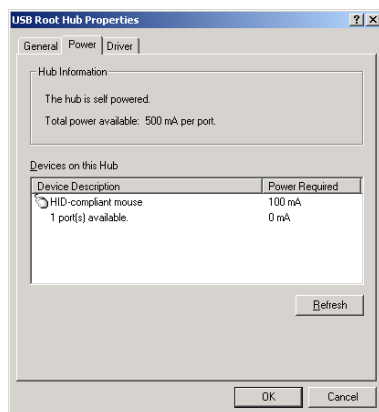 USB Root Hub Properties
General Power Driver
Hub Information
The hub is self powered.
Total power available: 500 mA per port.
Devices on this Hub
Device Description Power Required
HID-compliant mouse 100 mA
1 port(s) available. 0 mA
Refresh
OK Cancel